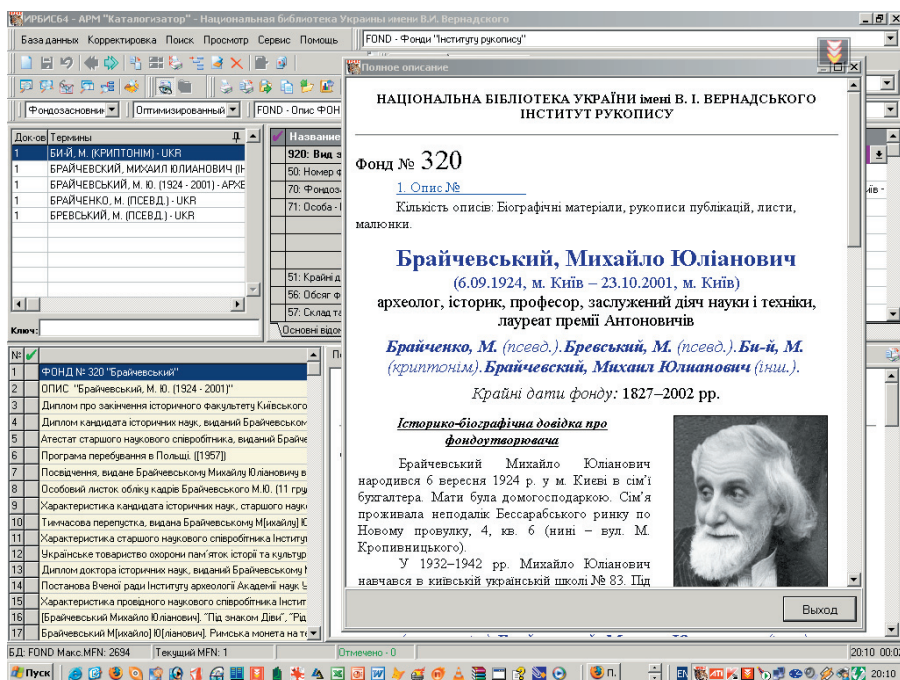 ИРБИС64 - АРМ "Каталогизатор" - Национальная библиотека Украины имени В.И. Вернадского
База данных Корректировка Поиск Просмотр Сервис Помощь
FOND - Фонди "Інституту рукопису"
Фондозасновни
Оптимизированный
FOND - Опис ФОН
Док-ов Термины
1 БИ-Й, М. (КРИПТОНІМ) - UKR
1 БРАЙЧЕВСКИЙ, МИХАИЛ ЮЛИАНОВИЧ (ІН
1 БРАЙЧЕВСЬКИЙ, М. Ю. (1924 - 2001) - АРХЕ
1 БРАЙЧЕНКО, М. (ПСЕВД.) - UKR
1 БРЕВСЬКИЙ, М. (ПСЕВД.) - UKR
Ключ:
Название
920: Вид з
50: Номер ф
70: Фондоз
71: Особа - І
51: Крайні д
56: Обсяг ф
57: Склад та
Основні відом
Полное описание
НАЦІОНАЛЬНА БІБЛІОТЕКА УКРАЇНИ імені В. І. ВЕРНАДСЬКОГО
ІНСТИТУТ РУКОПИСУ
Фонд № 320
1. Опис №
Кількість описів: Біографічні матеріали, рукописи публікацій, листи,
малюнки.
Брайчевський, Михайло Юліанович
(6.09.1924, м. Київ – 23.10.2001, м. Київ)
археолог, історик, професор, заслужений діяч науки і техніки,
лауреат премії Антоновичів
Брайченко, М. (псевд.). Бревський, М. (псевд.). Би-й, М.
(криптонім). Брайчевский, Михаил Юлианович (інш.).
Крайні дати фонду: 1827–2002 рр.
Історико-біографічна довідка про
фондоутворювача
Брайчевський Михайло Юліанович
народився 6 вересня 1924 р. у м. Києві в сім'ї
бухгалтера. Мати була домогосподаркою. Сім'я
проживала неподалік Бессарабського ринку по
Новому провулку, 4, кв. 6 (нині – вул. М.
Кропивницького).
У 1932–1942 рр. Михайло Юліанович
навчався в київській українській школі № 83. Під
Выход
№
1 ФОНД № 320 "Брайчевський"
2 ОПИС "Брайчевський, М. Ю. (1924 - 2001)"
3 Диплом про закінчення історичного факультету Київського
4 Диплом кандидата історичних наук, виданий Брайчевськом
5 Атестат старшого наукового співробітника, виданий Брайче
6 Програма перебування в Польщі. ([1957])
7 Посвідчення, видане Брайчевському Михайлу Юліановичу в
8 Особовий листок обліку кадрів Брайчевського М.Ю. (11 гру
9 Характеристика кандидата історичних наук, старшого науко
10 Тимчасова перепустка, видана Брайчевському М[ихайлу] Ю
11 Характеристика старшого наукового співробітника Інститу
12 Українське товариство охорони пам'яток історії та культур
13 Диплом доктора історичних наук, виданий Брайчевському М
14 Постанова Вченої ради Інституту археології Академії наук У
15 Характеристика провідного наукового співробітника Інстит
16 [Брайчевський Михайло Юліанович]. "Під знаком Діви", "Рід
17 Брайчевський М[ихайло] Ю[ліанович]. Римська монета на те
БД: FOND Макс.MFN: 2694 Текущий MFN: 1 Отмечено - 0 20:10
Пуск
П.
EN
20:10